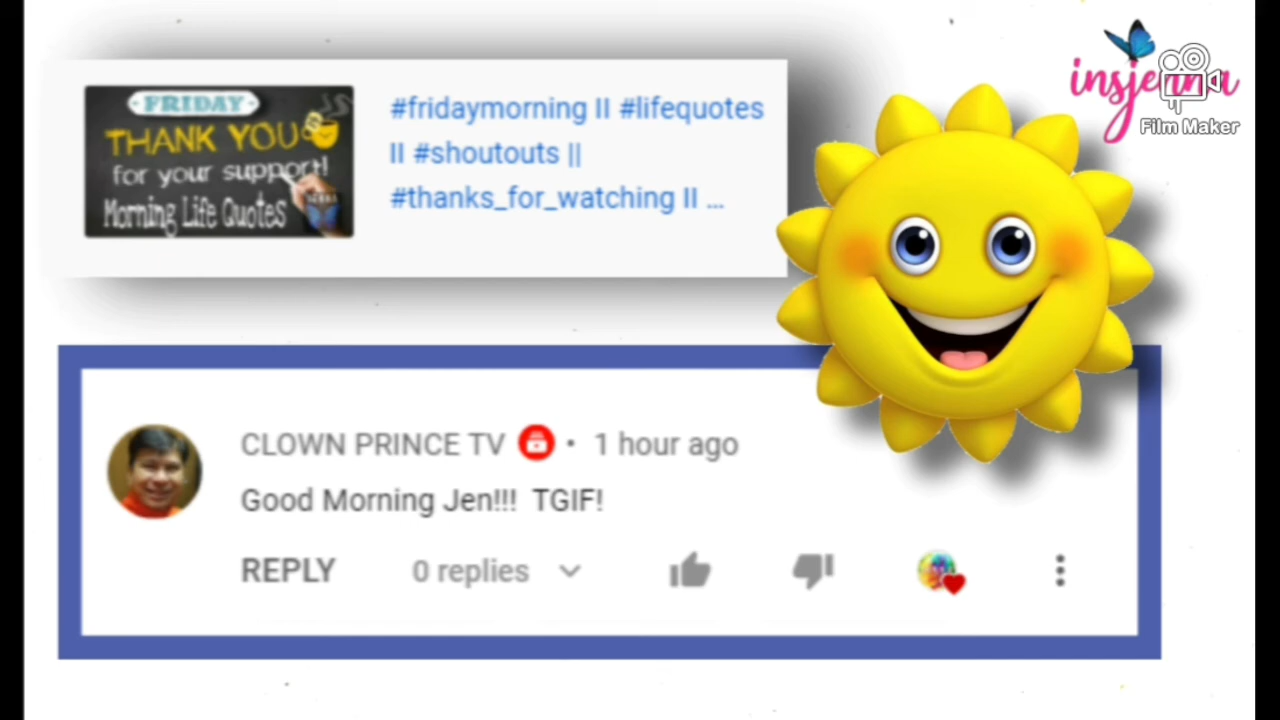 FRIDAY
THANK YOU
for your support!
Morning Life Quotes
#fridaymorning II #lifequotes
II #shoutouts ||
#thanks_for_watching II ...
insjenna
Film Maker
CLOWN PRINCE TV • 1 hour ago
Good Morning Jen!!! TGIF!
REPLY 0 replies